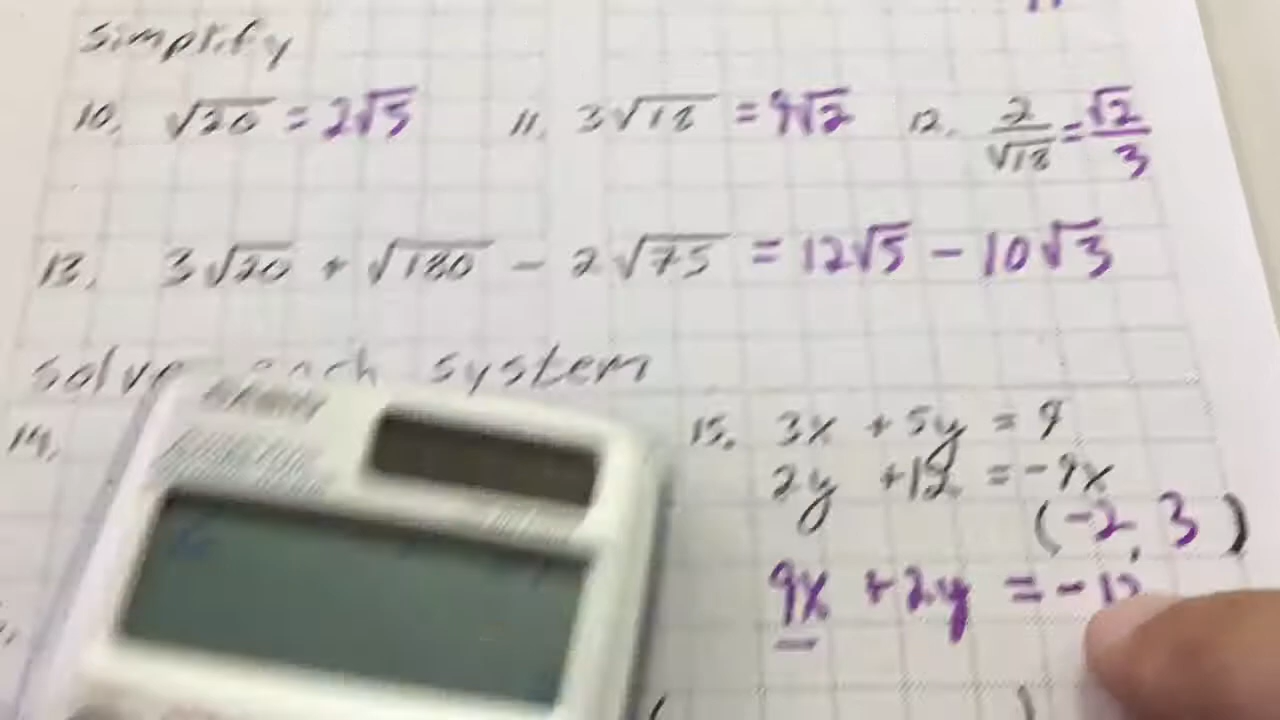 simplify
10. √20 = 2√5 11. 3√18 = 9√2 12. 2/√18 = √2/3
13. 3√20 + √180 - 2√75 = 12√5 - 10√3
solve each system
14. 15. 3x + 5y = 9
2y + 12 = -9x
(-2, 3)
9x + 2y = -12
( )